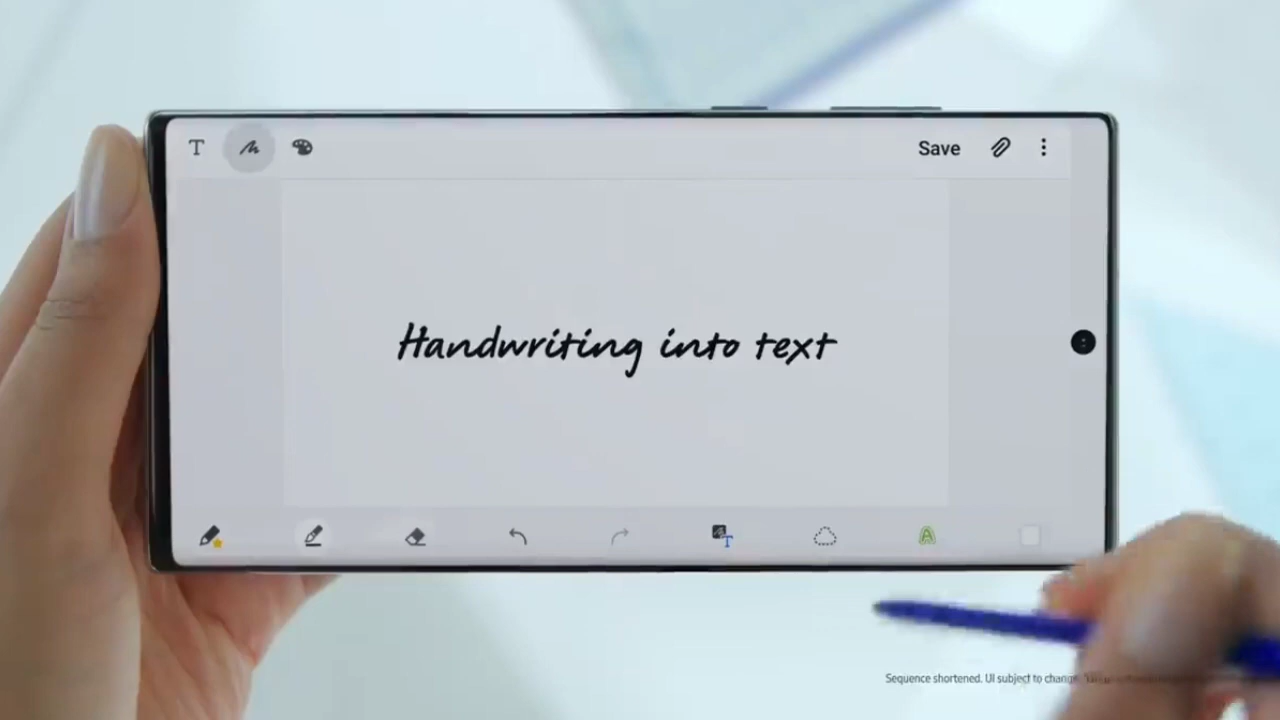 T
Save
Handwriting into text
T
A
Sequence shortened. UI subject to change.